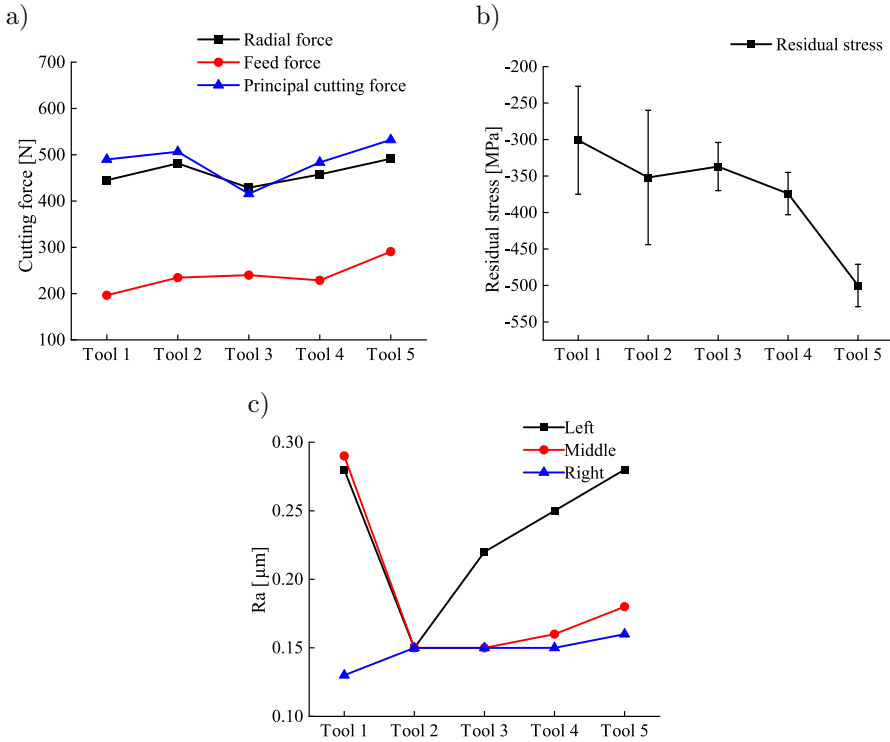 a)
Radial force
Feed force
Principal cutting force
700
600
500
400
300
200
100
Cutting force [N]
Tool 1 Tool 2 Tool 3 Tool 4 Tool 5
b)
Residual stress
-200
-250
-300
-350
-400
-450
-500
-550
Residual stress [MPa]
Tool 1 Tool 2 Tool 3 Tool 4 Tool 5
c)
Left
Middle
Right
0.30
0.25
0.20
0.15
0.10
Ra [ μm]
Tool 1 Tool 2 Tool 3 Tool 4 Tool 5